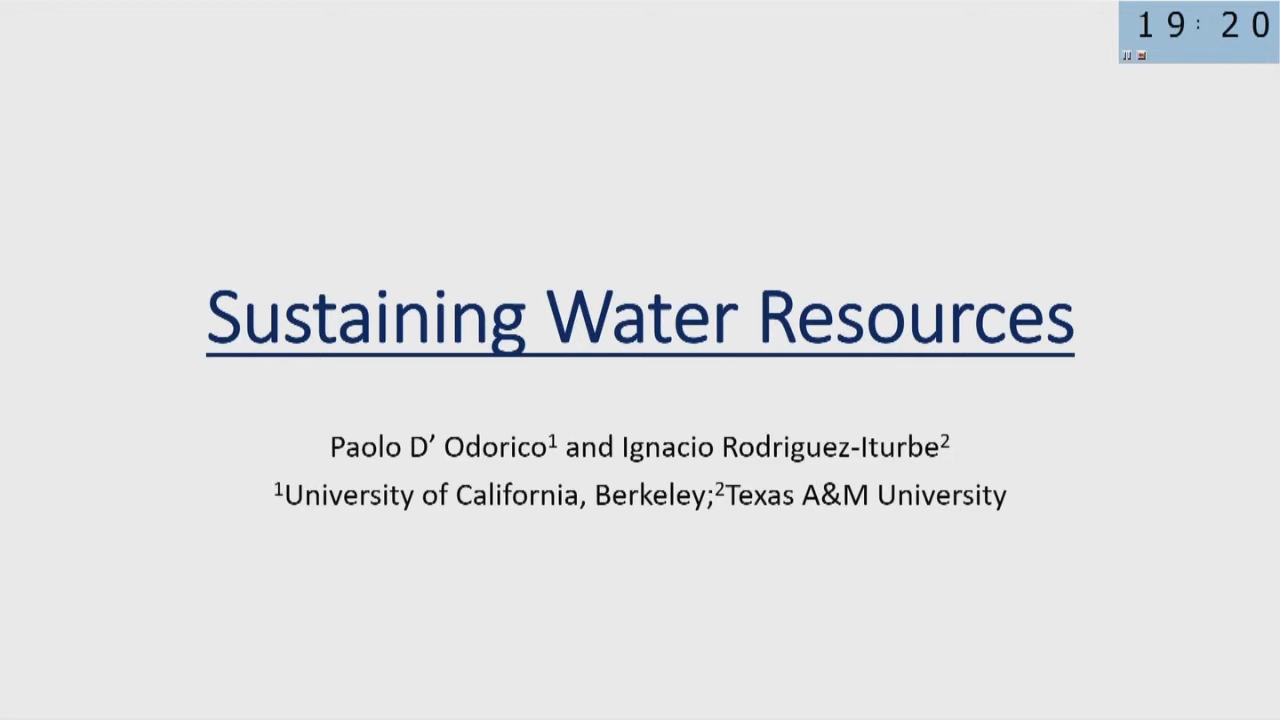 19:20
Sustaining Water Resources
Paolo D’ Odorico¹ and Ignacio Rodriguez-Iturbe²
¹University of California, Berkeley;²Texas A&M University